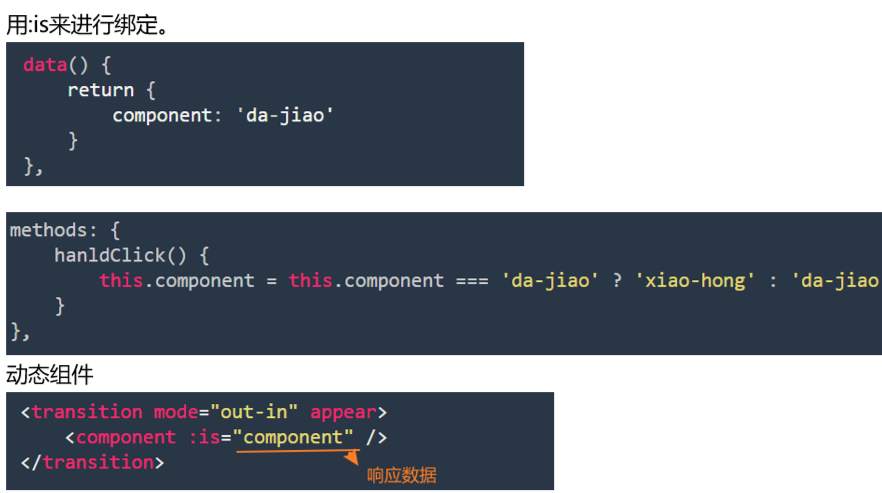 用:is来进行绑定。
data() {
return {
component: 'da-jiao'
}
},
methods: {
hanldClick() {
this.component = this.component === 'da-jiao' ? 'xiao-hong' : 'da-jiao
}
},
动态组件
<transition mode="out-in" appear>
<component :is="component" />
</transition>
响应数据